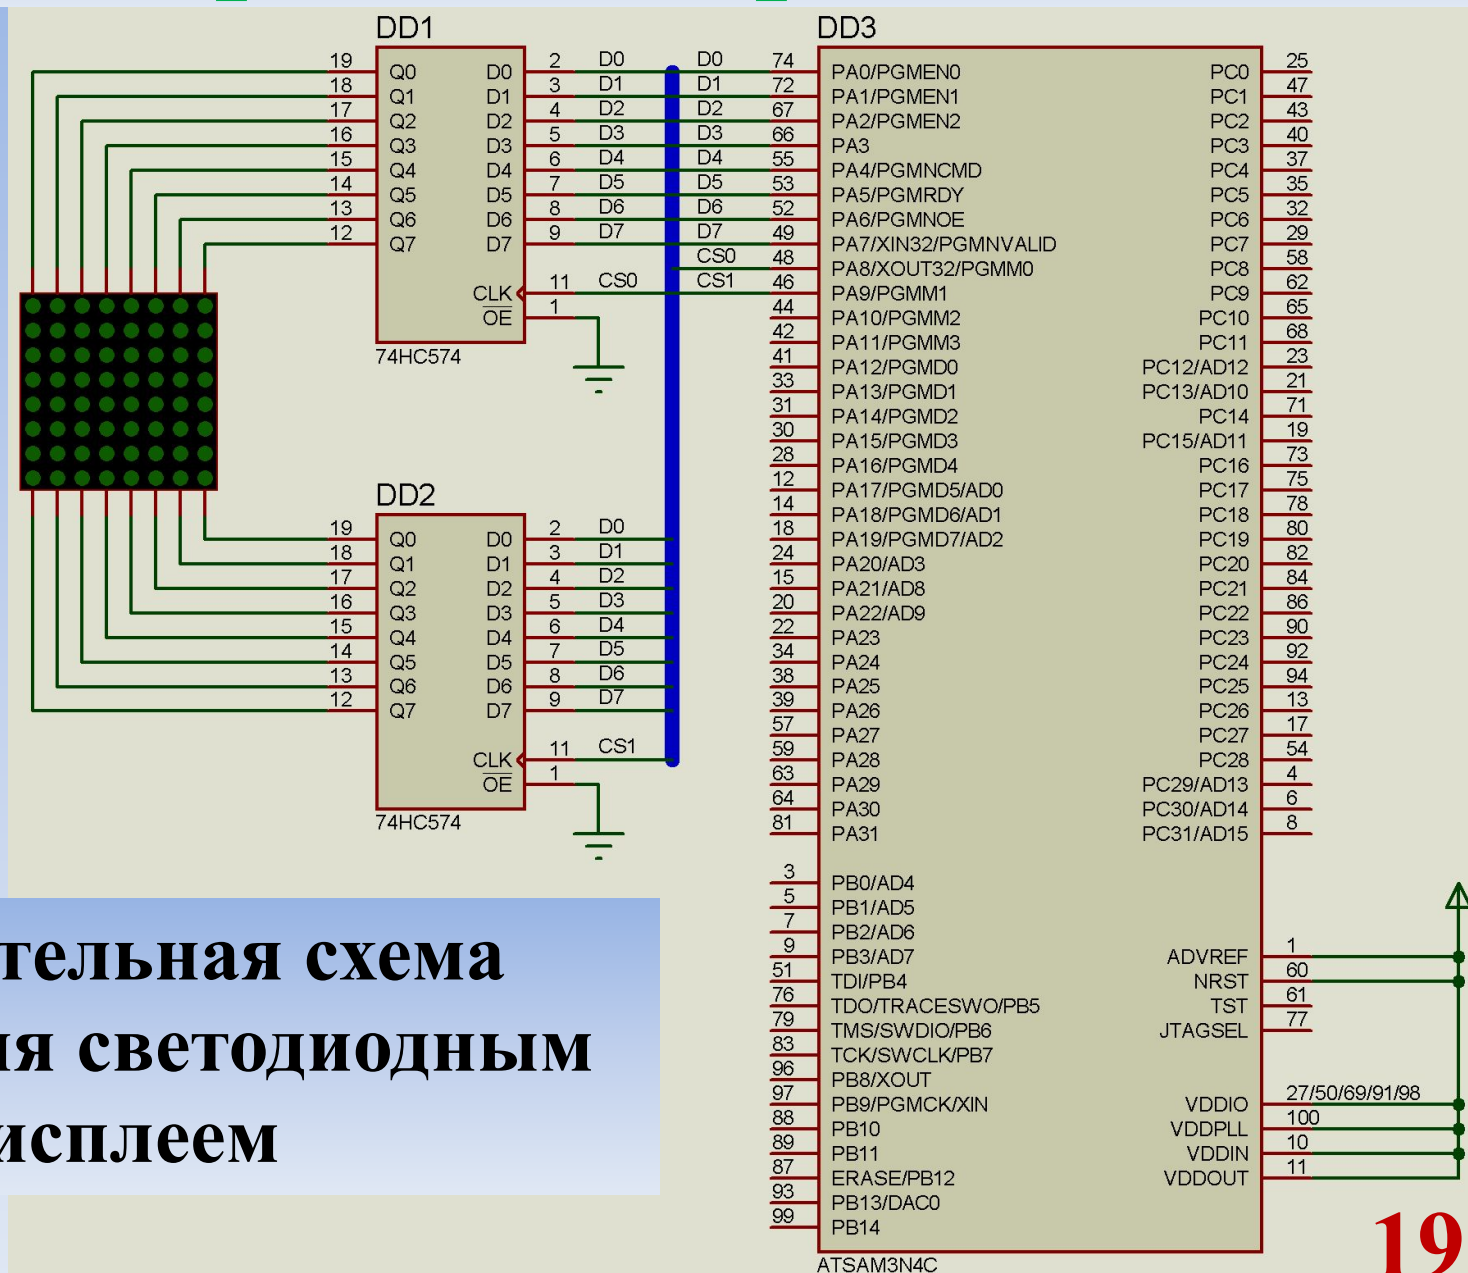 DD1
19 Q0 D0 2 D0
18 Q1 D1 3 D1
17 Q2 D2 4 D2
16 Q3 D3 5 D3
15 Q4 D4 6 D4
14 Q5 D5 7 D5
13 Q6 D6 8 D6
12 Q7 D7 9 D7
CLK 11 CS0
OE 1
74HC574
DD2
19 Q0 D0 2 D0
18 Q1 D1 3 D1
17 Q2 D2 4 D2
16 Q3 D3 5 D3
15 Q4 D4 6 D4
14 Q5 D5 7 D5
13 Q6 D6 8 D6
12 Q7 D7 9 D7
CLK 11 CS1
OE 1
74HC574
DD3
D0 74 PA0/PGMEN0 PC0 25
D1 72 PA1/PGMEN1 PC1 47
D2 67 PA2/PGMEN2 PC2 43
D3 66 PA3 PC3 40
D4 55 PA4/PGMNCMD PC4 37
D5 53 PA5/PGMRDY PC5 35
D6 52 PA6/PGMNOE PC6 32
D7 49 PA7/XIN32/PGMNVALID PC7 29
CS0 48 PA8/XOUT32/PGMM0 PC8 58
CS1 46 PA9/PGMM1 PC9 62
44 PA10/PGMM2 PC10 65
42 PA11/PGMM3 PC11 68
41 PA12/PGMD0 PC12/AD12 23
33 PA13/PGMD1 PC13/AD10 21
31 PA14/PGMD2 PC14 71
30 PA15/PGMD3 PC15/AD11 19
28 PA16/PGMD4 PC16 73
12 PA17/PGMD5/AD0 PC17 75
14 PA18/PGMD6/AD1 PC18 78
18 PA19/PGMD7/AD2 PC19 80
24 PA20/AD3 PC20 82
15 PA21/AD8 PC21 84
20 PA22/AD9 PC22 86
22 PA23 PC23 90
34 PA24 PC24 92
38 PA25 PC25 94
39 PA26 PC26 13
57 PA27 PC27 17
59 PA28 PC28 54
63 PA29 PC29/AD13 4
64 PA30 PC30/AD14 6
81 PA31 PC31/AD15 8
3 PB0/AD4
5 PB1/AD5
7 PB2/AD6
9 PB3/AD7 ADVREF 1
51 TDI/PB4 NRST 60
76 TDO/TRACESWO/PB5 TST 61
79 TMS/SWDIO/PB6 JTAGSEL 77
83 TCK/SWCLK/PB7
96 PB8/XOUT
97 PB9/PGMCK/XIN VDDIO 27/50/69/91/98
88 PB10 VDDPLL 100
89 PB11 VDDIN 10
87 ERASE/PB12 VDDOUT 11
93 PB13/DAC0
99 PB14
ATSAM3N4C
тельная схема
ия светодиодным
исплеем
19